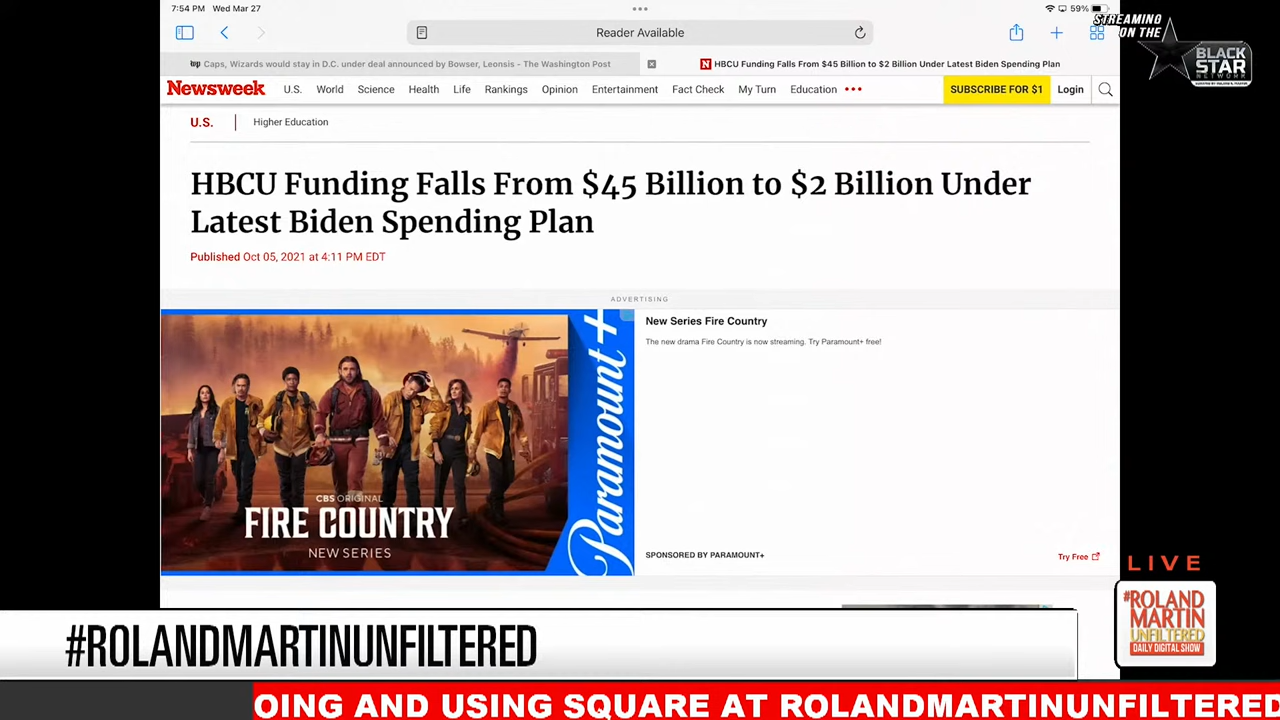 7:54 PM Wed Mar 27
59%
STREAMING
ON THE
BLACK
STAR
NETWORK
Reader Available
wp Caps, Wizards would stay in D.C. under deal announced by Bowser, Leonsis - The Washington Post
N HBCU Funding Falls From $45 Billion to $2 Billion Under Latest Biden Spending Plan
Newsweek U.S. World Science Health Life Rankings Opinion Entertainment Fact Check My Turn Education SUBSCRIBE FOR $1 Login
U.S. | Higher Education
HBCU Funding Falls From $45 Billion to $2 Billion Under
Latest Biden Spending Plan
Published Oct 05, 2021 at 4:11 PM EDT
ADVERTISING
New Series Fire Country
The new drama Fire Country is now streaming. Try Paramount+ free!
Paramount+
CBS ORIGINAL
FIRE COUNTRY
NEW SERIES
SPONSORED BY PARAMOUNT+
Try Free
LIVE
#ROLAND
MARTIN
UNFILTERED
DAILY DIGITAL SHOW
#ROLANDMARTINUNFILTERED
OING AND USING SQUARE AT ROLANDMARTINUNFILTERED